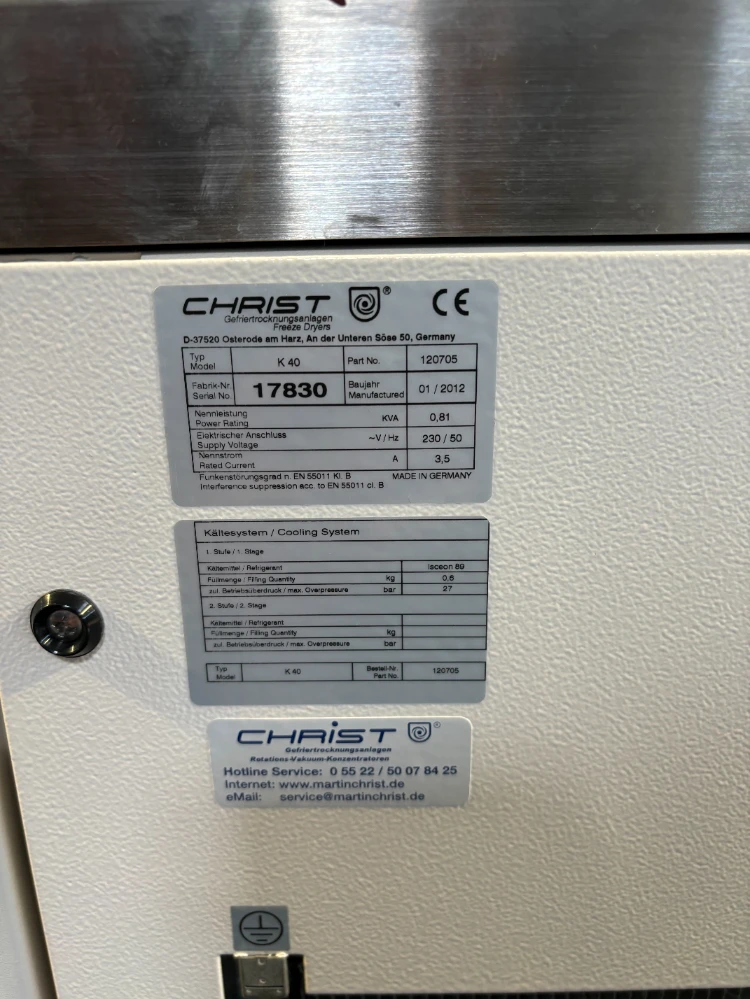 CHRIST ® CE
Gefriertrocknungsanlagen
Freeze Dryers
D-37520 Osterode am Harz, An der Unteren Söse 50, Germany
Typ Model K 40 Part No. 120705
Fabrik-Nr. Serial No. 17830 Baujahr Manufactured 01 / 2012
Nennleistung Power Rating KVA 0,81
Elektrischer Anschluss Supply Voltage ~V / Hz 230 / 50
Nennstrom Rated Current A 3,5
Funkenstörungsgrad n. EN 55011 Kl. B MADE IN GERMANY
Interference suppression acc. to EN 55011 cl. B
Kältesystem / Cooling System
1. Stufe / 1. Stage
Kältemittel / Refrigerant Isceon 89
Füllmenge / Filling Quantity kg 0,6
zul. Betriebsüberdruck / max. Overpressure bar 27
2. Stufe / 2. Stage
Kältemittel / Refrigerant
Füllmenge / Filling Quantity kg
zul. Betriebsüberdruck / max. Overpressure bar
Typ Model K 40 Bestell-Nr. Part No. 120705
CHRIST ®
Gefriertrocknungsanlagen
Rotations-Vakuum-Konzentratoren
Hotline Service: 0 55 22 / 50 07 84 25
Internet: www.martinchrist.de
eMail: service@martinchrist.de